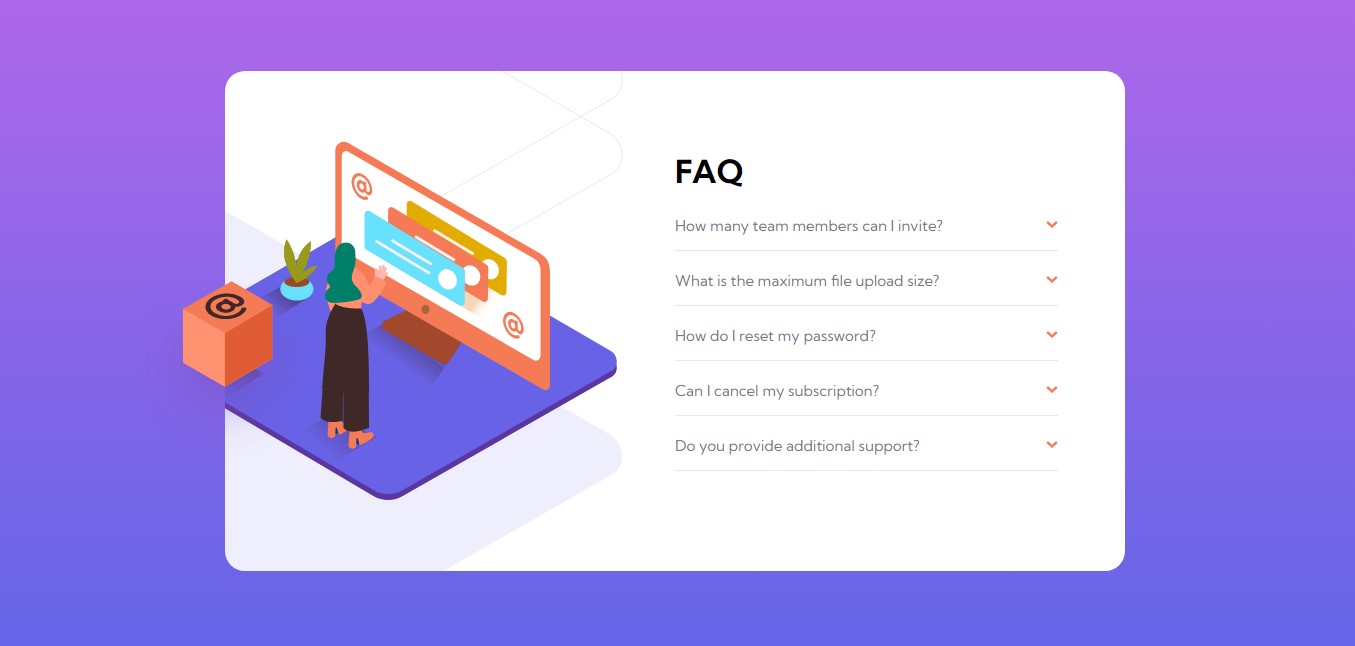 FAQ
How many team members can I invite?
What is the maximum file upload size?
How do I reset my password?
Can I cancel my subscription?
Do you provide additional support?
@
@
@